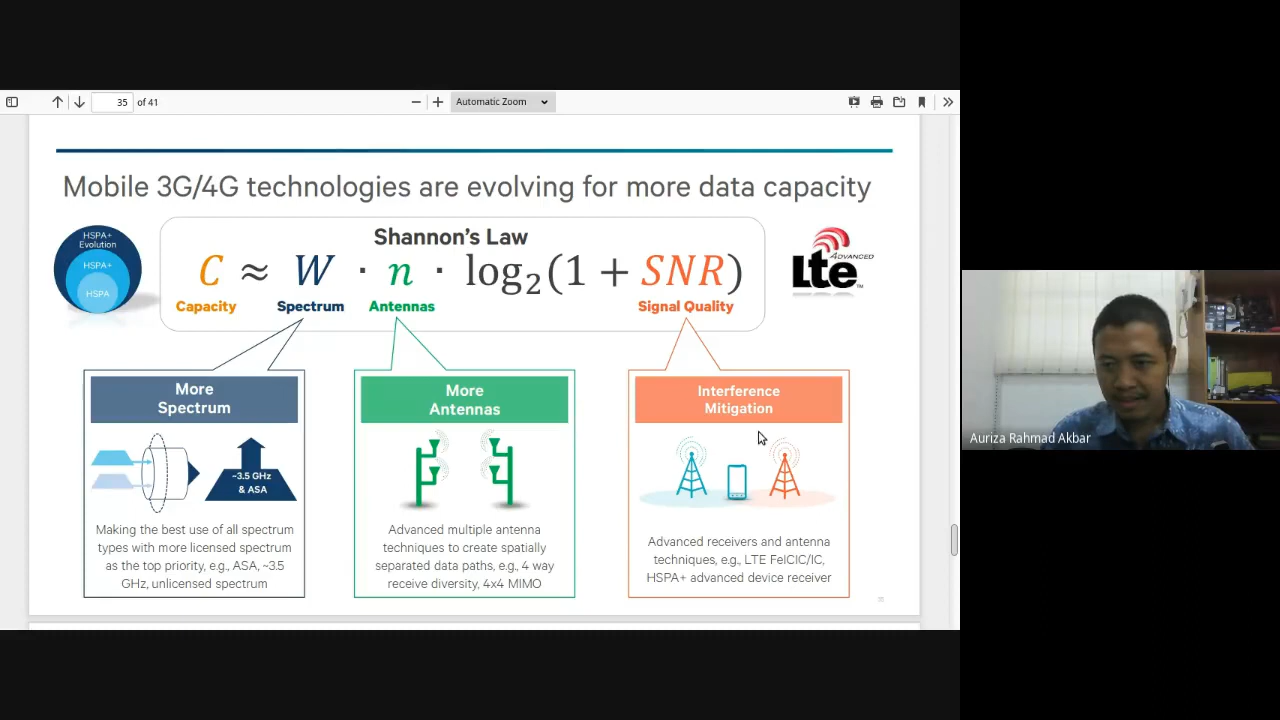 35 of 41
Automatic Zoom
Mobile 3G/4G technologies are evolving for more data capacity
HSPA+
Evolution
HSPA+
HSPA
Shannon's Law
C ≈ W · n · log₂(1 + SNR)
Capacity Spectrum Antennas Signal Quality
LTE ADVANCED
More
Spectrum
~3.5 GHz
& ASA
Making the best use of all spectrum
types with more licensed spectrum
as the top priority, e.g., ASA, ~3.5
GHz, unlicensed spectrum
More
Antennas
Advanced multiple antenna
techniques to create spatially
separated data paths, e.g., 4 way
receive diversity, 4x4 MIMO
Interference
Mitigation
Advanced receivers and antenna
techniques, e.g., LTE FeICIC/IC,
HSPA+ advanced device receiver
Auriza Rahmad Akbar